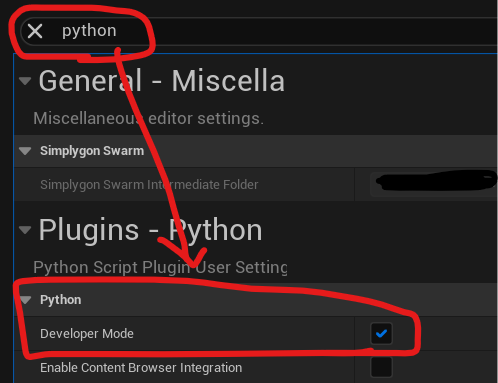 python
General - Miscella
Miscellaneous editor settings.
Simplygon Swarm
Simplygon Swarm Intermediate Folder
Plugins - Python
Python Script Plugin User Setting
Python
Developer Mode
Enable Content Browser Integration